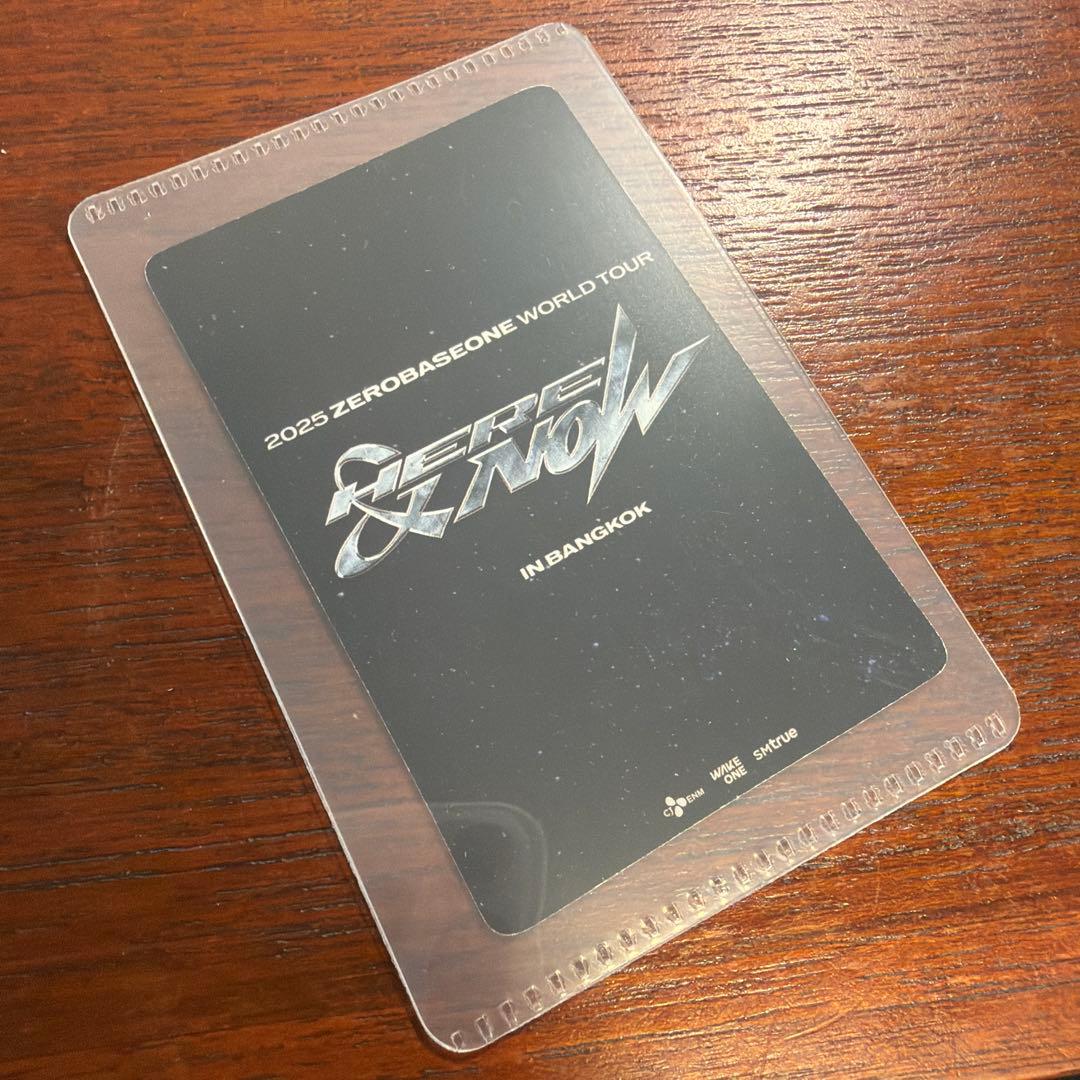 2025 ZEROBASEONE WORLD TOUR
HERE
& NOW
IN BANGKOK
CJ ENM
WAKE
ONE
SMtrue